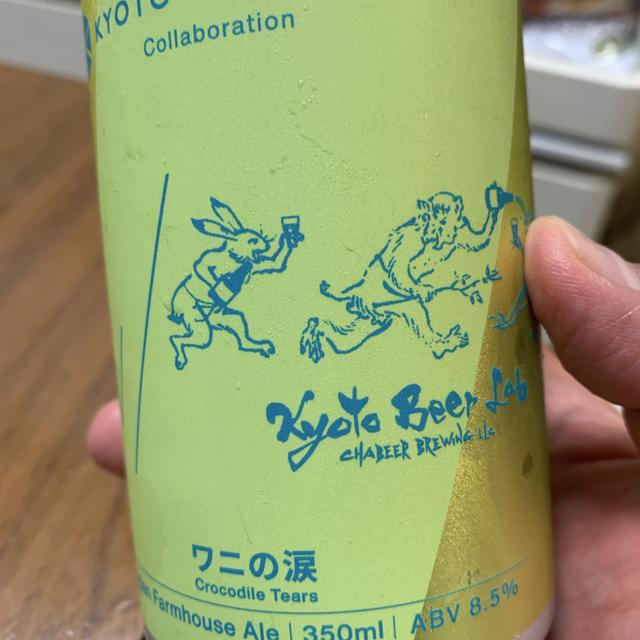 KYOTO
Collaboration
Kyoto Beer Lab
CHABEER BREWING LLC
ワニの涙
Crocodile Tears
Farmhouse Ale | 350ml | ABV 8.5%